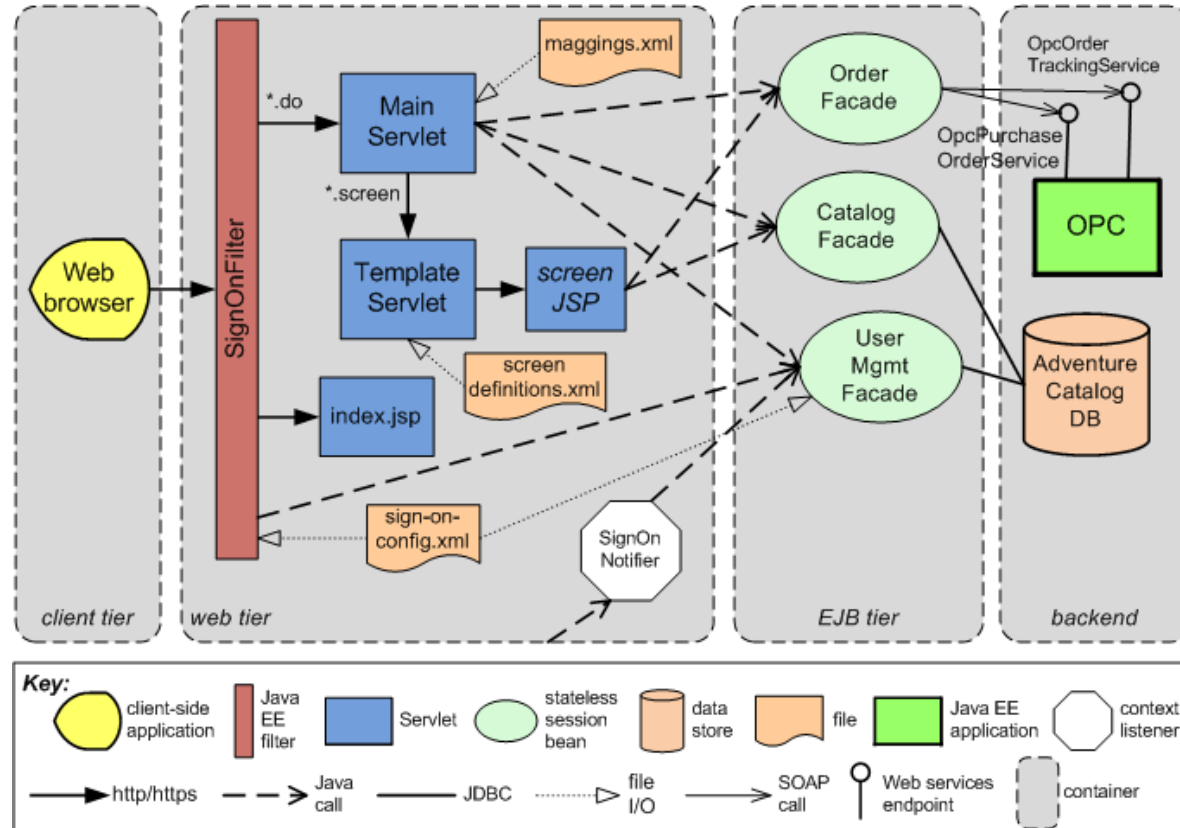 maggings.xml
*.do
Main
Servlet
*.screen
Template
Servlet
screen
JSP
screen
definitions.xml
index.jsp
sign-on-
config.xml
SignOn
Notifier
SignOnFilter
Web
browser
Order
Facade
Catalog
Facade
User
Mgmt
Facade
OpcOrder
TrackingService
OpcPurchase
OrderService
OPC
Adventure
Catalog
DB
client tier
web tier
EJB tier
backend
Key:
client-side
application
Java
EE
filter
Servlet
stateless
session
bean
data
store
file
Java EE
application
context
listener
http/https
Java
call
JDBC
file
I/O
SOAP
call
Web services
endpoint
container